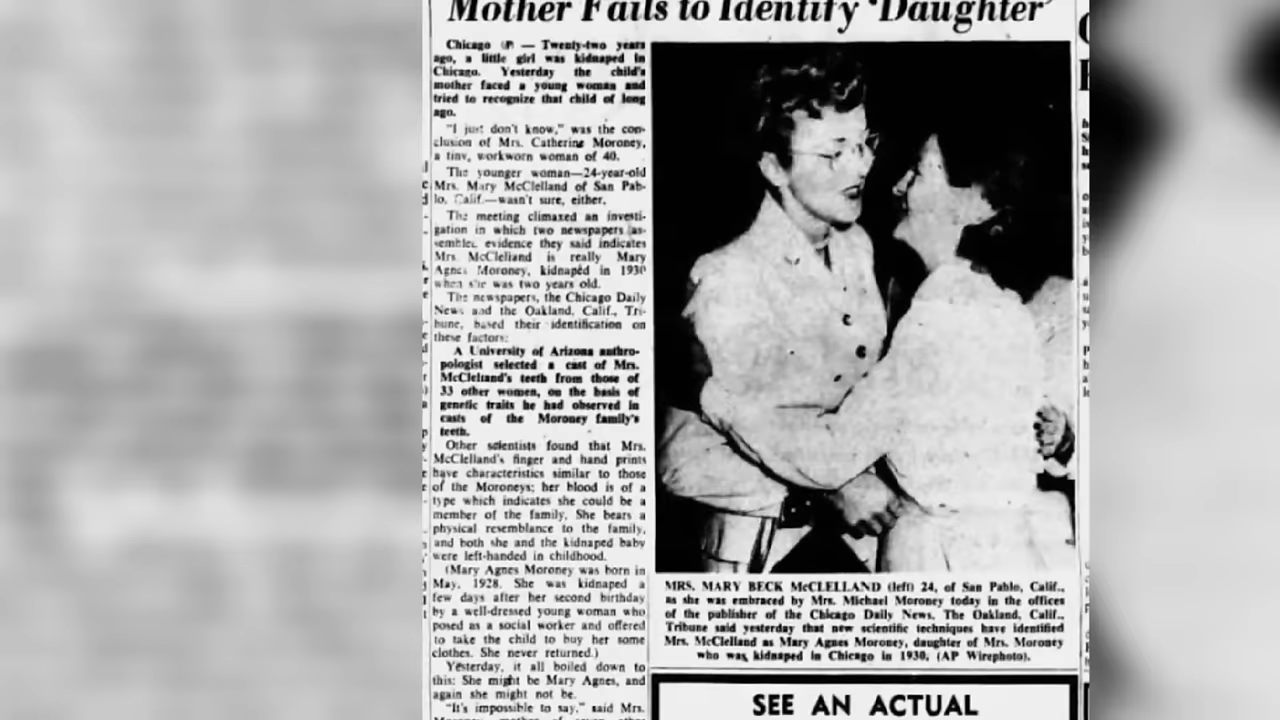 Mother Fails to Identify 'Daughter'
Chicago (P) — Twenty-two years
ago, a little girl was kidnaped in
Chicago. Yesterday the child's
mother faced a young woman and
tried to recognize that child of long
ago.
"I just don't know," was the con-
clusion of Mrs. Catherine Moroney,
a tiny, workworn woman of 40.
The younger woman—24-year-old
Mrs. Mary McClelland of San Pab-
lo, Calif.—wasn't sure, either.
The meeting climaxed an investi-
gation in which two newspapers as-
sembled evidence they said indicates
Mrs. McClelland is really Mary
Agnes Moroney, kidnaped in 1930
when she was two years old.
The newspapers, the Chicago Daily
News and the Oakland, Calif., Tri-
bune, based their identification on
these factors:
A University of Arizona anthro-
pologist selected a cast of Mrs.
McClelland's teeth from those of
33 other women, on the basis of
genetic traits he had observed in
casts of the Moroney family's
teeth.
Other scientists found that Mrs.
McClelland's finger and hand prints
have characteristics similar to those
of the Moroneys; her blood is of a
type which indicates she could be a
member of the family. She bears a
physical resemblance to the family,
and both she and the kidnaped baby
were left-handed in childhood.
(Mary Agnes Moroney was born in
May, 1928. She was kidnaped a
few days after her second birthday
by a well-dressed young woman who
posed as a social worker and offered
to take the child to buy her some
clothes. She never returned.)
Yesterday, it all boiled down to
this: She might be Mary Agnes, and
again she might not be.
"It's impossible to say," said Mrs.
MRS. MARY BECK McCLELLAND (left) 24, of San Pablo, Calif.,
as she was embraced by Mrs. Michael Moroney today in the offices
of the publisher of the Chicago Daily News. The Oakland, Calif.,
Tribune said yesterday that new scientific techniques have identified
Mrs. McClelland as Mary Agnes Moroney, daughter of Mrs. Moroney
who was kidnaped in Chicago in 1930. (AP Wirephoto).
SEE AN ACTUAL